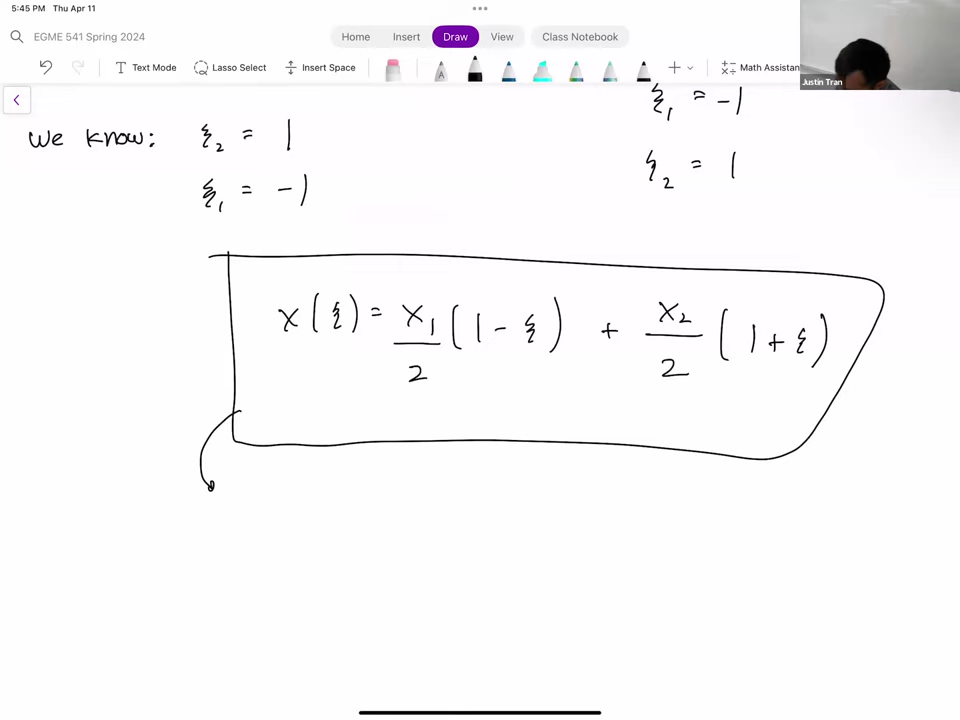 5:45 PM Thu Apr 11
EGME 541 Spring 2024
Home Insert Draw View Class Notebook
Text Mode Lasso Select Insert Space Math Assistan
Justin Tran
ξ₁ = -1
We know: ξ₂ = 1
ξ₂ = 1
ξ₁ = -1
x(ξ) = x₁/2 (1 - ξ) + x₂/2 (1 + ξ)